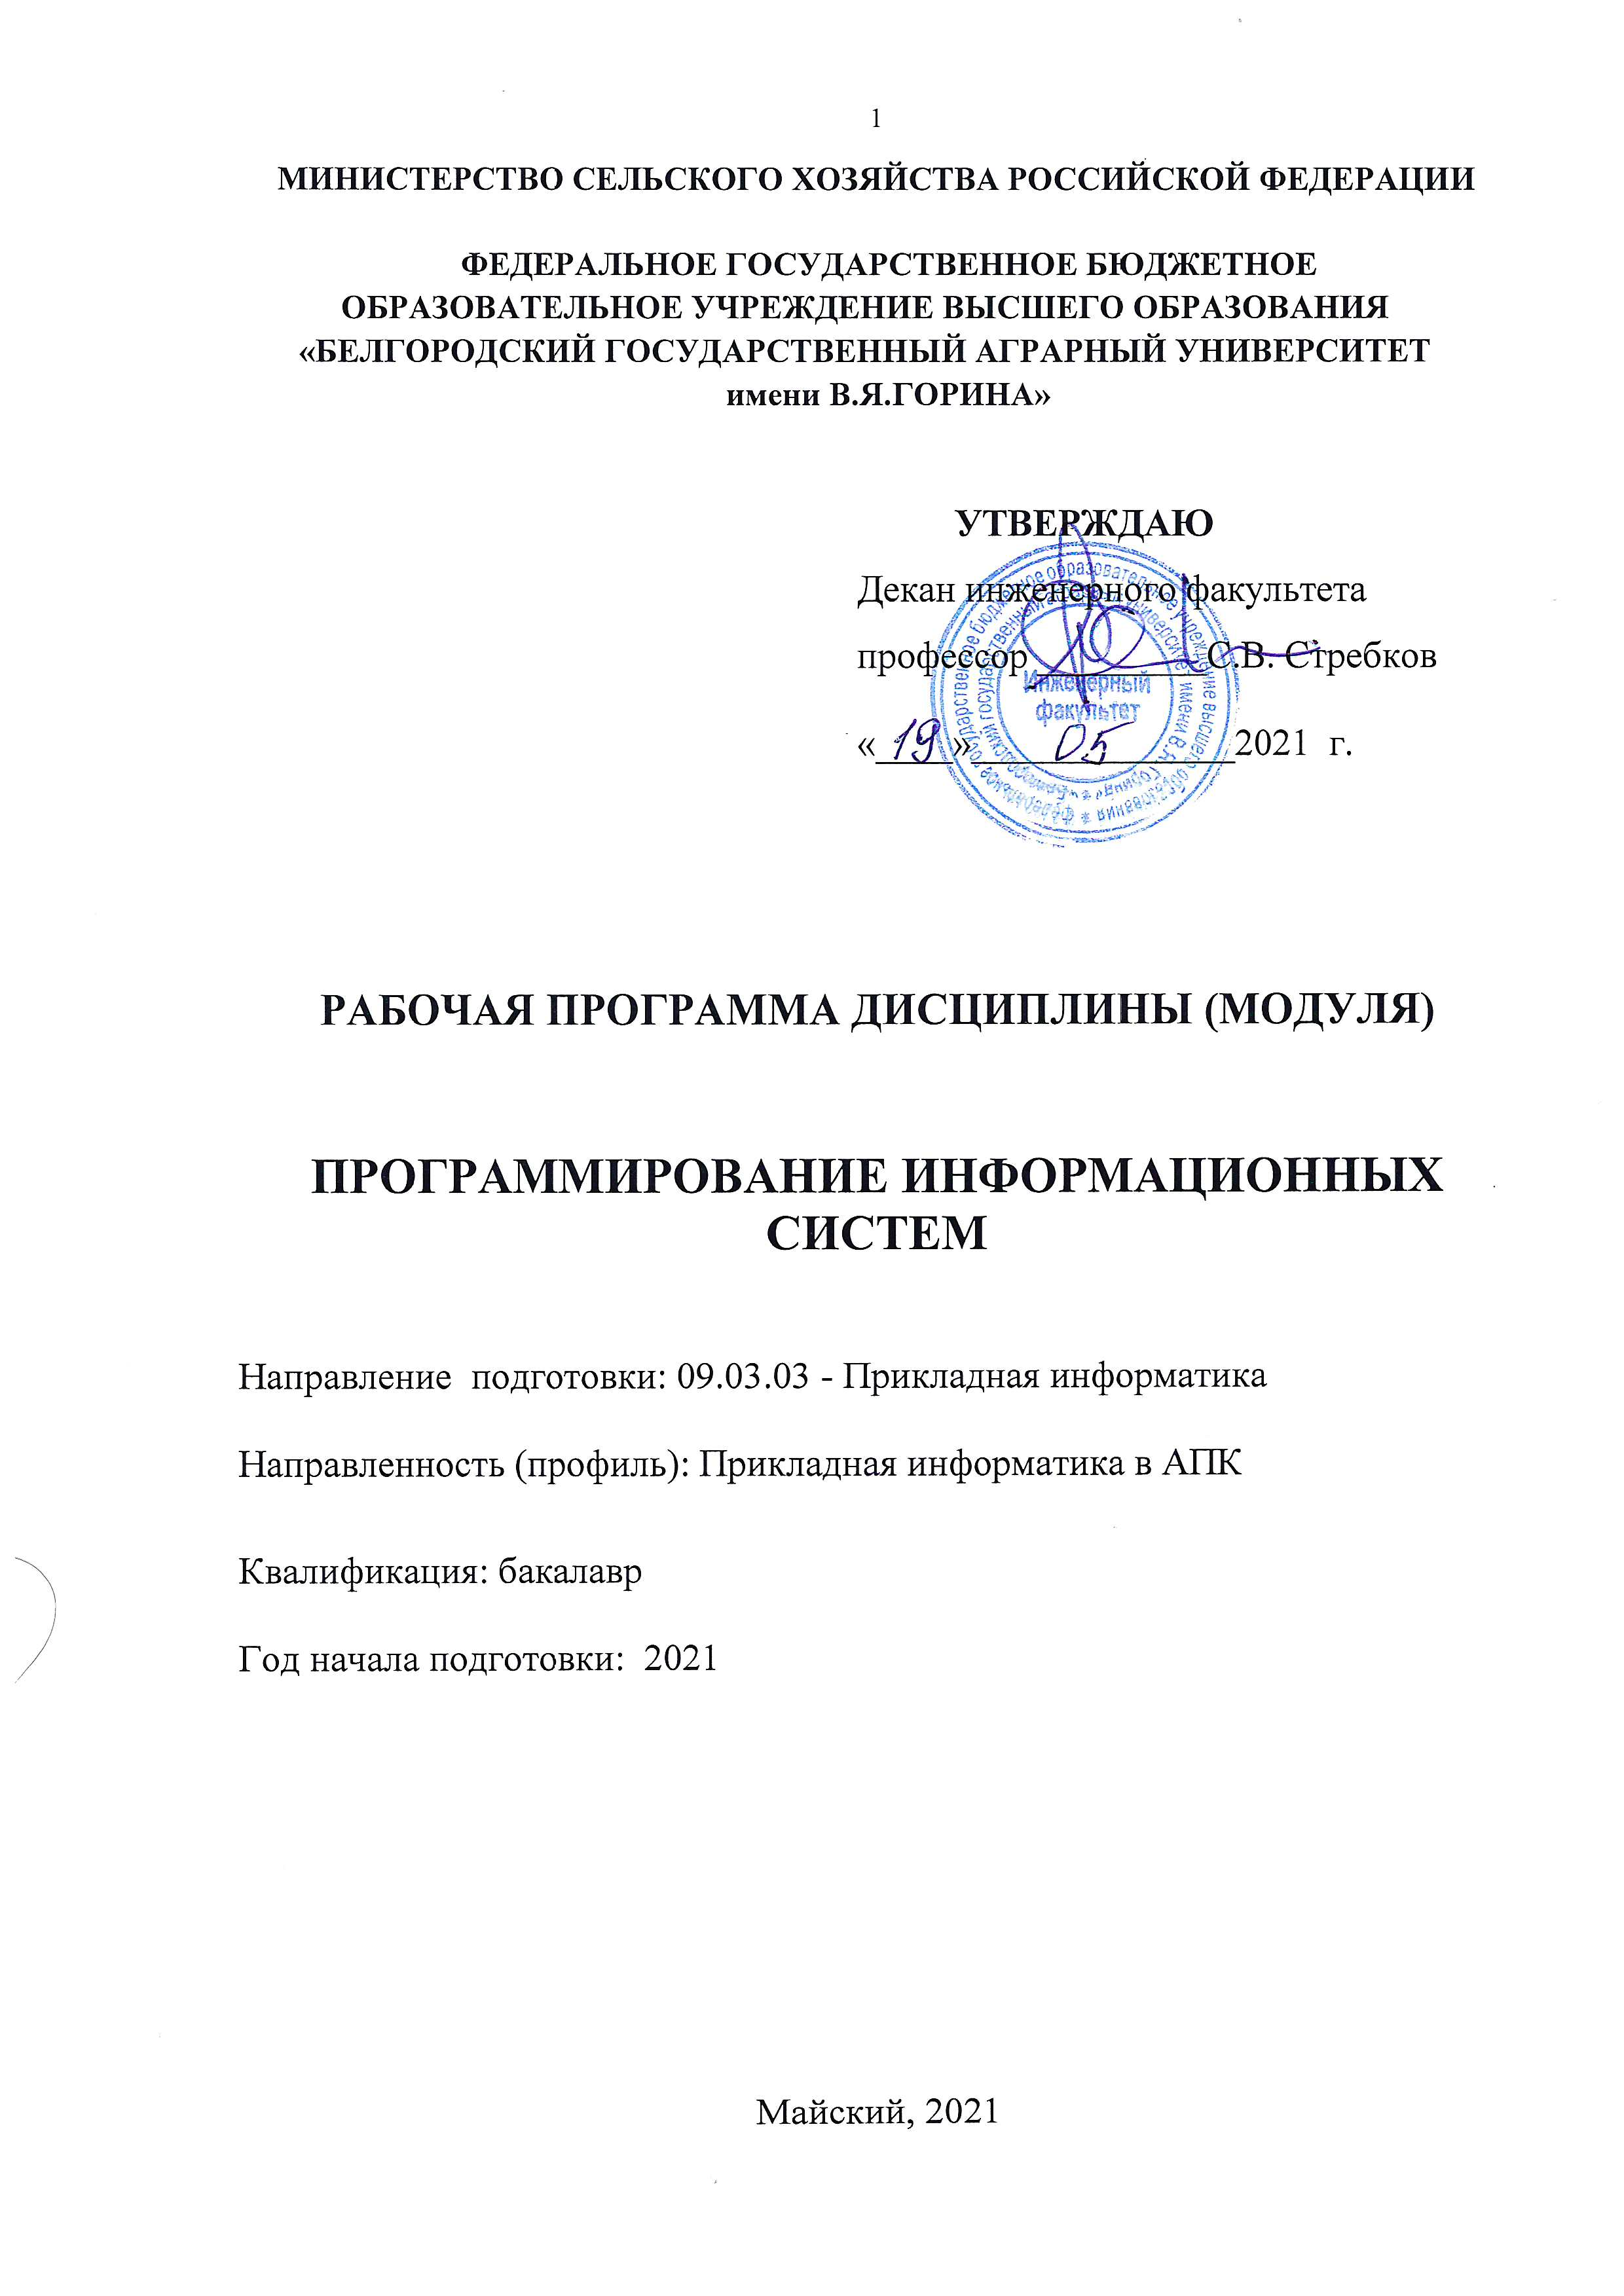 1
МИНИСТЕРСТВО СЕЛЬСКОГО ХОЗЯЙСТВА РОССИЙСКОЙ ФЕДЕРАЦИИ
ФЕДЕРАЛЬНОЕ ГОСУДАРСТВЕННОЕ БЮДЖЕТНОЕ
ОБРАЗОВАТЕЛЬНОЕ УЧРЕЖДЕНИЕ ВЫСШЕГО ОБРАЗОВАНИЯ
«БЕЛГОРОДСКИЙ ГОСУДАРСТВЕННЫЙ АГРАРНЫЙ УНИВЕРСИТЕТ
имени В.Я.ГОРИНА»
УТВЕРЖДАЮ
Декан инженерного факультета
профессор С.В. Стребков
« 19 » 05 2021 г.
Инженерный
факультет
РАБОЧАЯ ПРОГРАММА ДИСЦИПЛИНЫ (МОДУЛЯ)
ПРОГРАММИРОВАНИЕ ИНФОРМАЦИОННЫХ
СИСТЕМ
Направление подготовки: 09.03.03 - Прикладная информатика
Направленность (профиль): Прикладная информатика в АПК
Квалификация: бакалавр
Год начала подготовки: 2021
Майский, 2021